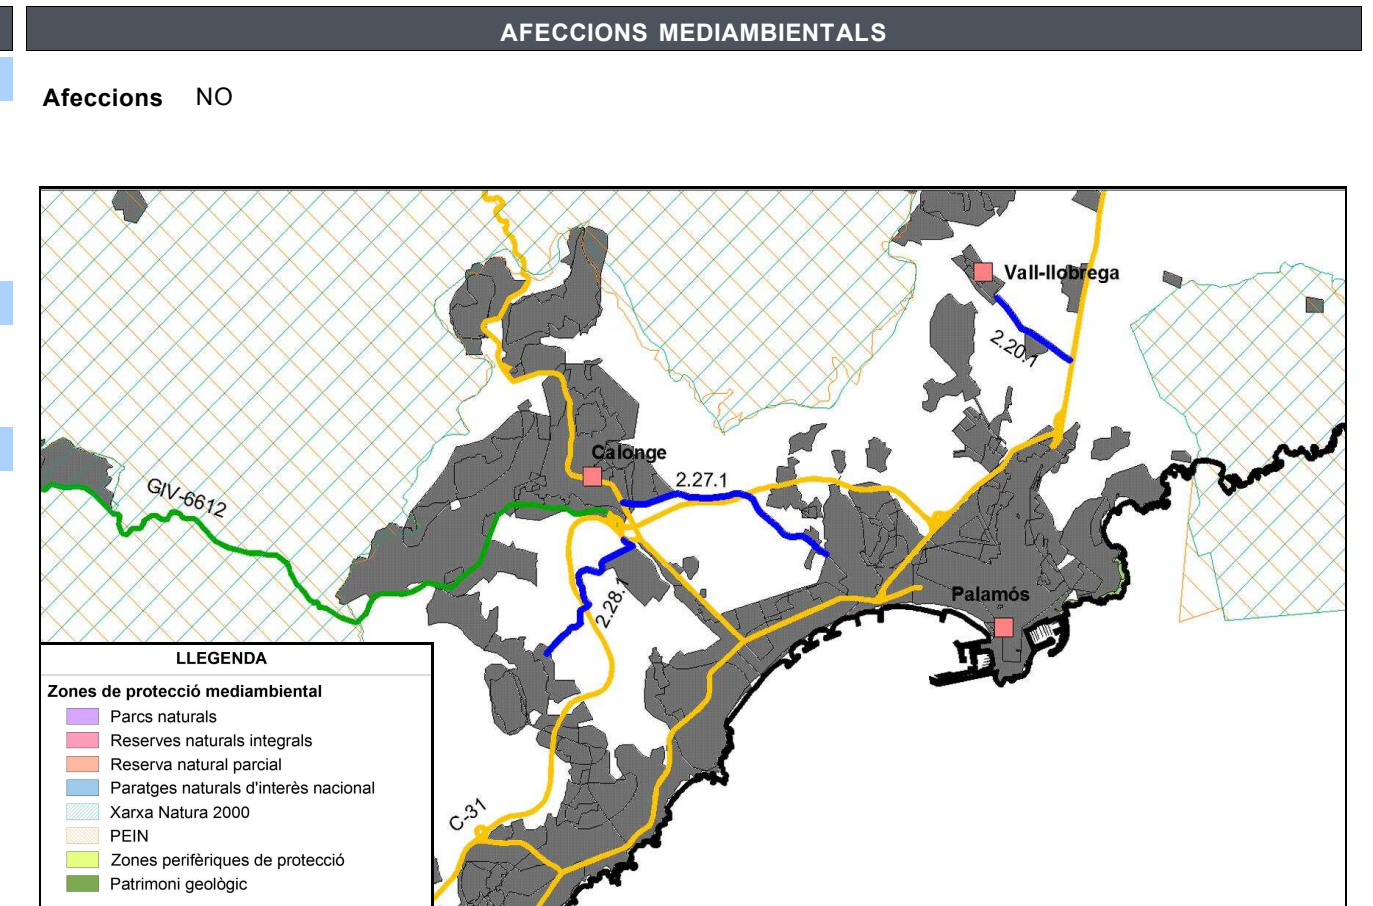 AFECCIONS MEDIAMBIENTALS
Afeccions NO
Vall-llobrega
2.20.1
Calonge
2.27.1
GIV-6612
2.28.1
Palamós
C-31
LLEGENDA
Zones de protecció mediambiental
Parcs naturals
Reserves naturals integrals
Reserva natural parcial
Paratges naturals d'interès nacional
Xarxa Natura 2000
PEIN
Zones perifèriques de protecció
Patrimoni geològic